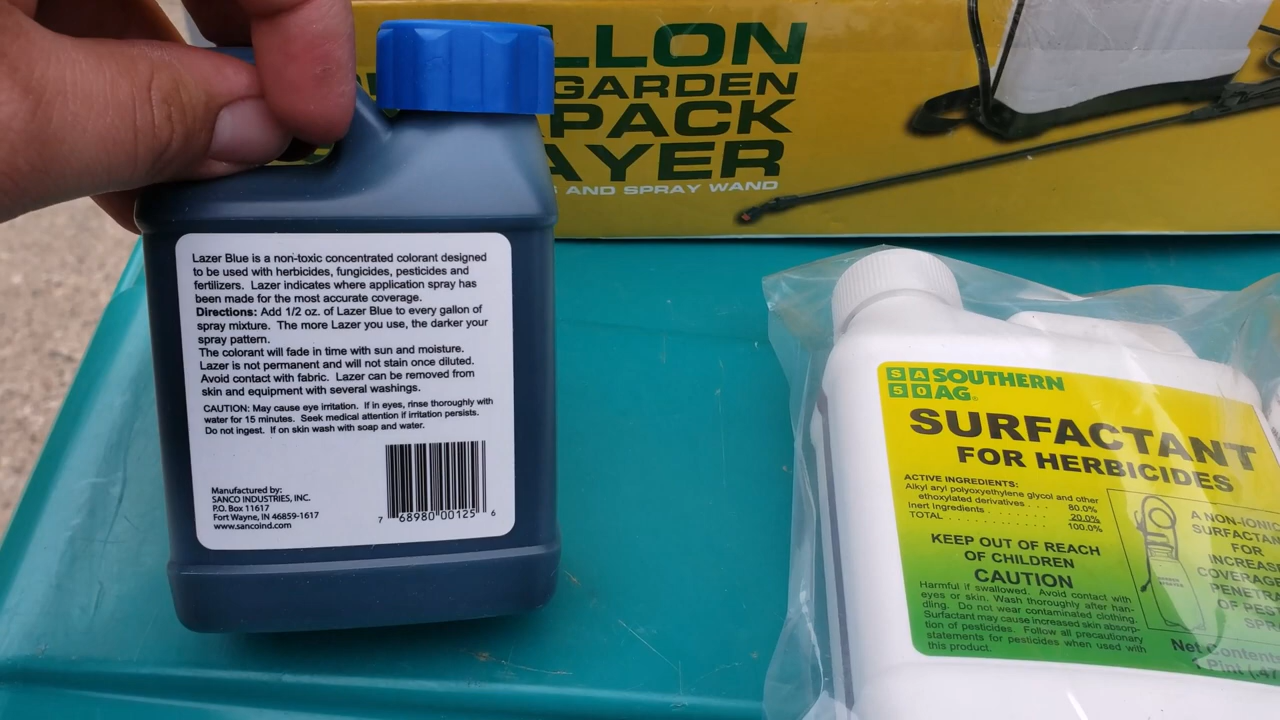 LLON
GARDEN
PACK
AYER
AND SPRAY WAND
Lazer Blue is a non-toxic concentrated colorant designed
to be used with herbicides, fungicides, pesticides and
fertilizers. Lazer indicates where application spray has
been made for the most accurate coverage.
Directions: Add 1/2 oz. of Lazer Blue to every gallon of
spray mixture. The more Lazer you use, the darker your
spray pattern.
The colorant will fade in time with sun and moisture.
Lazer is not permanent and will not stain once diluted.
Avoid contact with fabric. Lazer can be removed from
skin and equipment with several washings.
CAUTION: May cause eye irritation. If in eyes, rinse thoroughly with
water for 15 minutes. Seek medical attention if irritation persists.
Do not ingest. If on skin wash with soap and water.
Manufactured by:
SANCO INDUSTRIES, INC.
P.O. Box 11617
Fort Wayne, IN 46859-1617
www.sancoind.com
7 68980 00125 6
SA SOUTHERN
50 AG®
SURFACTANT
FOR HERBICIDES
ACTIVE INGREDIENTS:
Alkyl aryl polyoxyethylene glycol and other
ethoxylated derivatives . . . . 80.0%
Inert Ingredients . . . . . . . . 20.0%
TOTAL . . . . . . . . . . . . 100.0%
KEEP OUT OF REACH
OF CHILDREN
CAUTION
Harmful if swallowed. Avoid contact with
eyes or skin. Wash thoroughly after han-
dling. Do not wear contaminated clothing.
Surfactant may cause increased skin absorp-
tion of pesticides. Follow all precautionary
statements for pesticides when used with
this product.
A NON-IONIC
SURFACTAN
FOR
INCREASE
COVERAGE
PENETRA
OF PES
SPR
Net Contents
Pint (.47